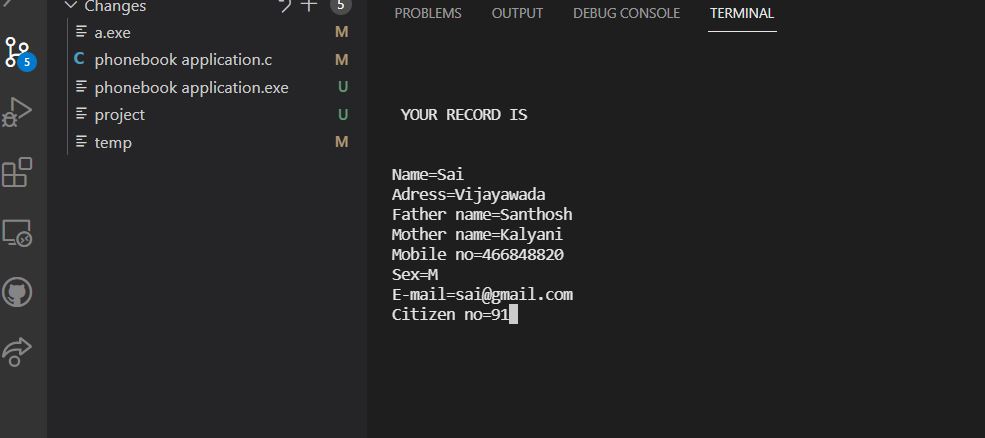 Changes
5
a.exe M
5
C phonebook application.c M
phonebook application.exe U
project U
temp M
PROBLEMS OUTPUT DEBUG CONSOLE TERMINAL
YOUR RECORD IS
Name=Sai
Adress=Vijayawada
Father name=Santhosh
Mother name=Kalyani
Mobile no=466848820
Sex=M
E-mail=sai@gmail.com
Citizen no=91